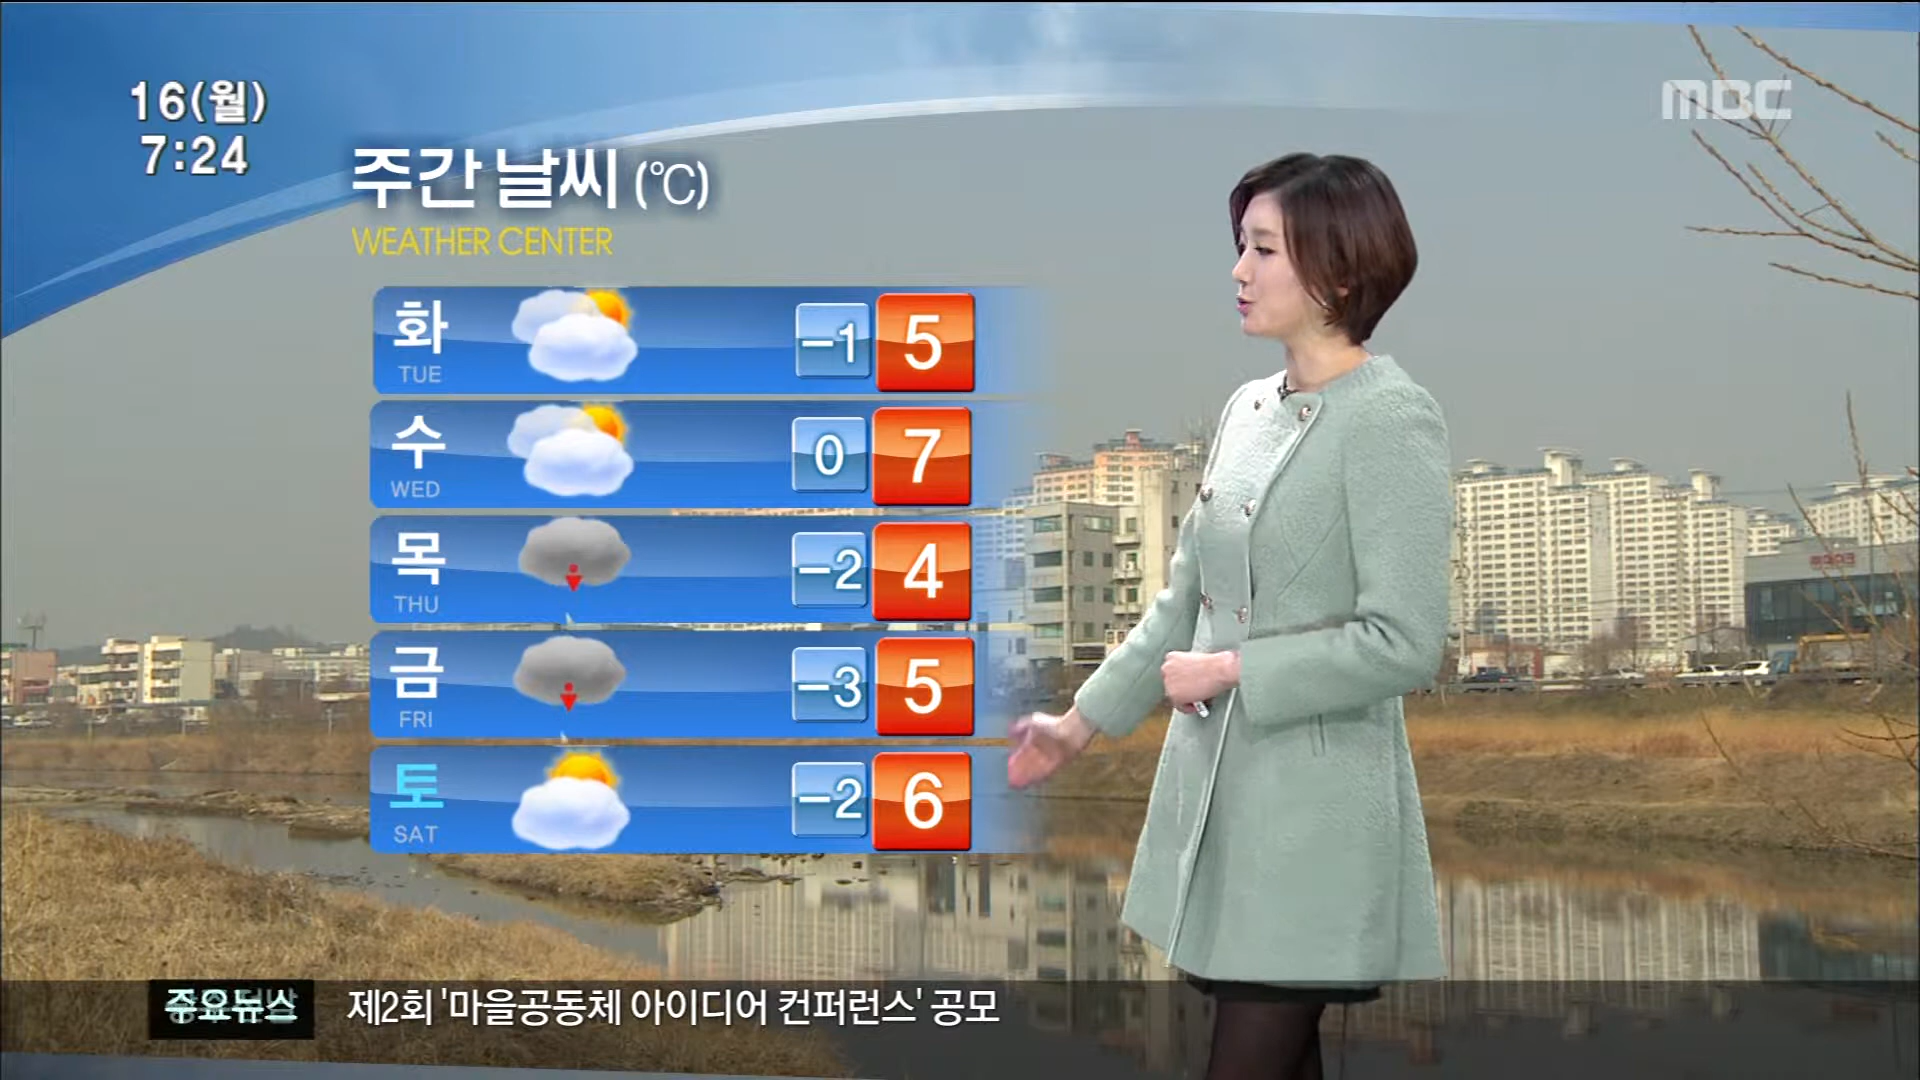 16(월)
7:24
MBC
주간 날씨 (℃)
WEATHER CENTER
화 -1 5
TUE
수 0 7
WED
목 -2 4
THU
금 -3 5
FRI
토 -2 6
SAT
주요뉴스 제2회 '마을공동체 아이디어 컨퍼런스' 공모